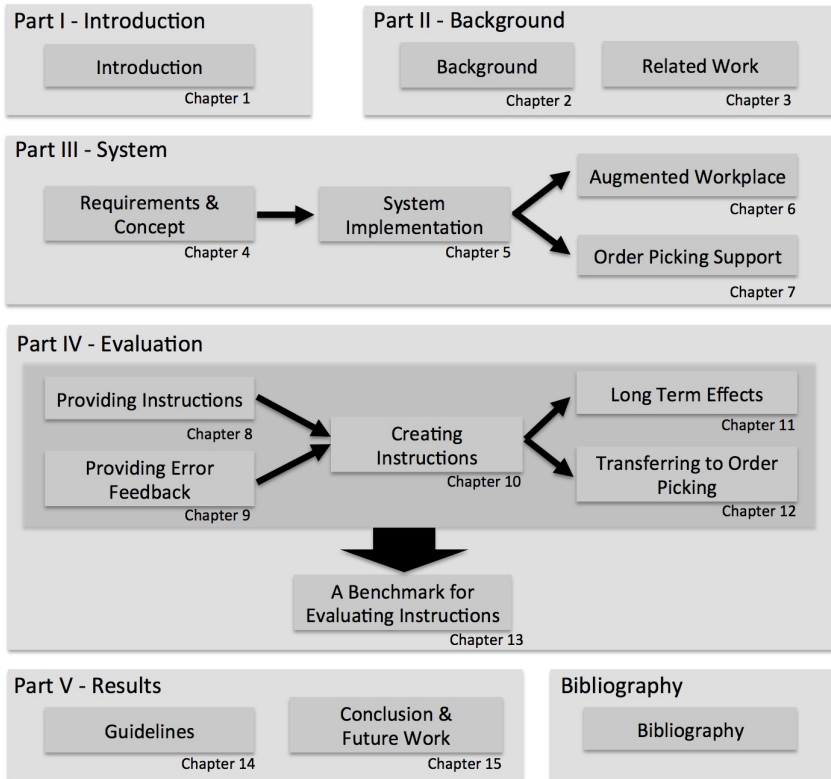 Part I - Introduction
Introduction
Chapter 1
Part II - Background
Background
Chapter 2
Related Work
Chapter 3
Part III - System
Requirements &
Concept
Chapter 4
System
Implementation
Chapter 5
Augmented Workplace
Chapter 6
Order Picking Support
Chapter 7
Part IV - Evaluation
Providing Instructions
Chapter 8
Providing Error
Feedback
Chapter 9
Creating
Instructions
Chapter 10
Long Term Effects
Chapter 11
Transferring to Order
Picking
Chapter 12
A Benchmark for
Evaluating Instructions
Chapter 13
Part V - Results
Guidelines
Chapter 14
Conclusion &
Future Work
Chapter 15
Bibliography
Bibliography